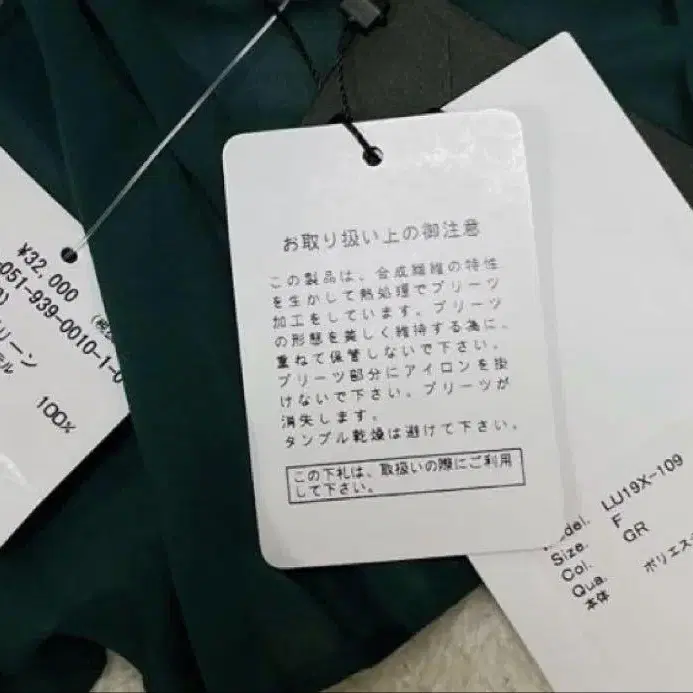 ¥32,000
051-939-0010-1-0
リーン
テル
100%
お取り扱い上の御注意
この製品は、合成繊維の特性
を生かして熱処理でプリーツ
加工をしています。プリーツ
の形態を美しく維持する為に、
重ねて保管しないで下さい。
プリーツ部分にアイロンを掛
けないで下さい。プリーツが
消失します。
タンブル乾燥は避けて下さい。
この下札は、取扱いの際にご利用
して下さい。
LU19X-109
Size. F
Col. GR
Qua.
本体 ポリエス